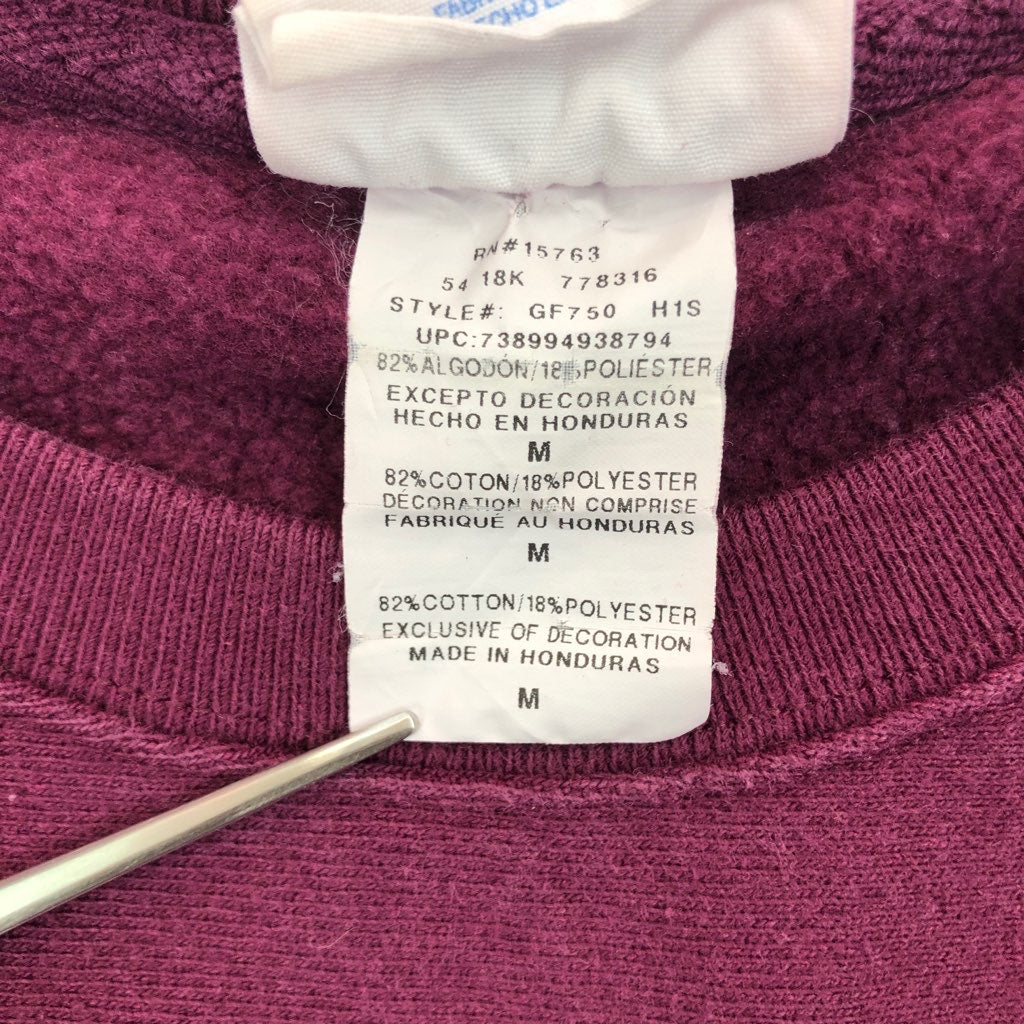 RN#15763
54 18K 778316
STYLE#: GF750 H1S
UPC:738994938794
82%ALGODÓN/18%POLIÉSTER
EXCEPTO DECORACIÓN
HECHO EN HONDURAS
M
82%COTON/18%POLYESTER
DÉCORATION NON COMPRISE
FABRIQUÉ AU HONDURAS
M
82%COTTON/18%POLYESTER
EXCLUSIVE OF DECORATION
MADE IN HONDURAS
M